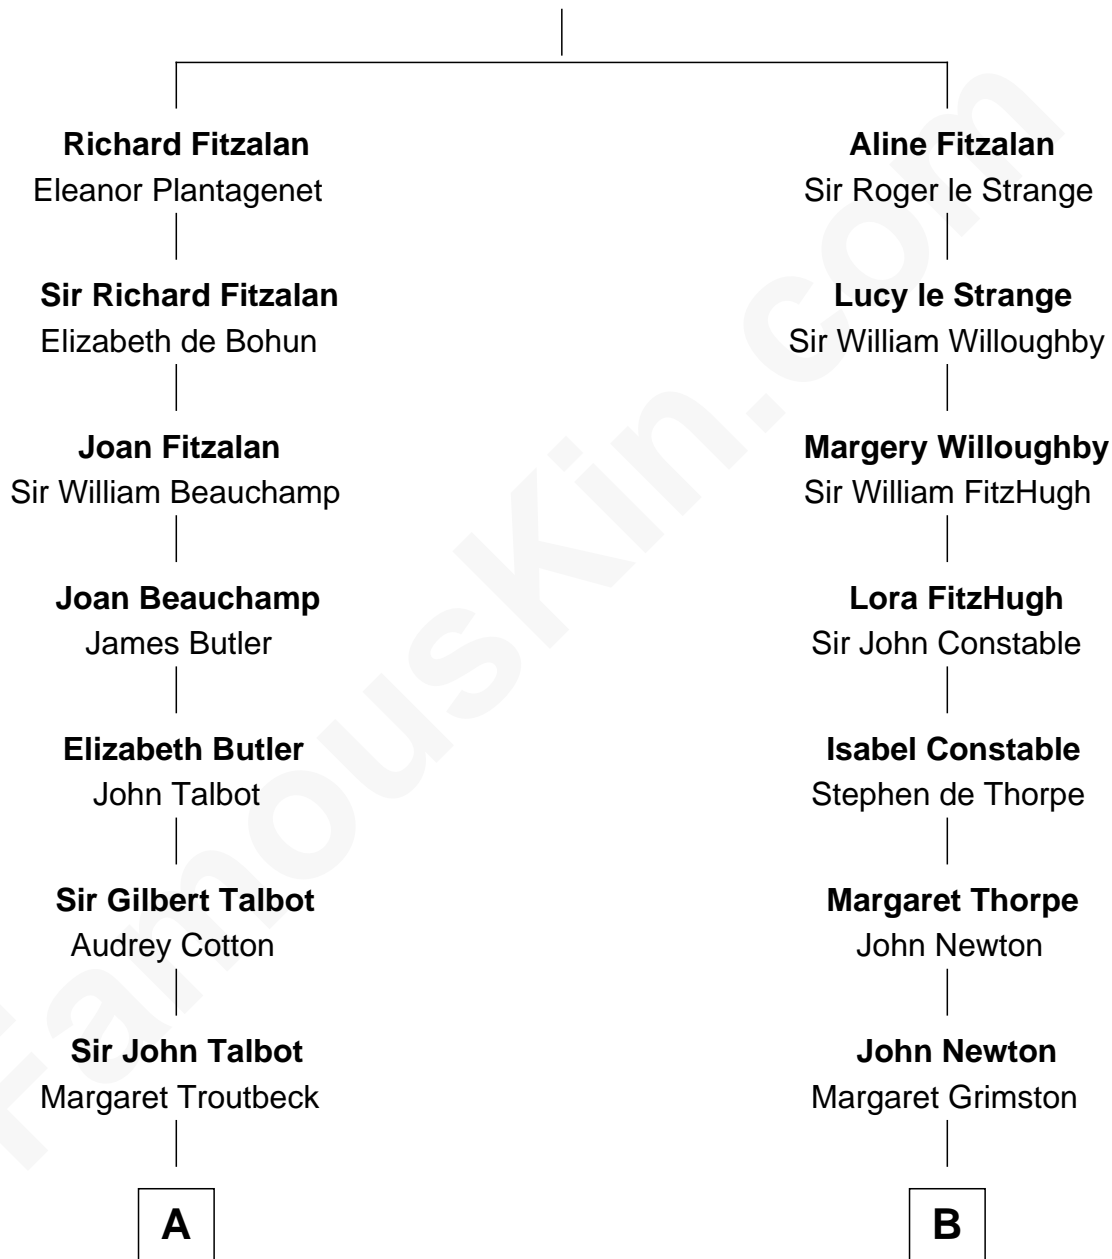 Richard Fitzalan
Eleanor Plantagenet
Sir Richard Fitzalan
Elizabeth de Bohun
Joan Fitzalan
Sir William Beauchamp
Joan Beauchamp
James Butler
Elizabeth Butler
John Talbot
Sir Gilbert Talbot
Audrey Cotton
Sir John Talbot
Margaret Troutbeck
A
Aline Fitzalan
Sir Roger le Strange
Lucy le Strange
Sir William Willoughby
Margery Willoughby
Sir William FitzHugh
Lora FitzHugh
Sir John Constable
Isabel Constable
Stephen de Thorpe
Margaret Thorpe
John Newton
John Newton
Margaret Grimston
B
FamousKin.com